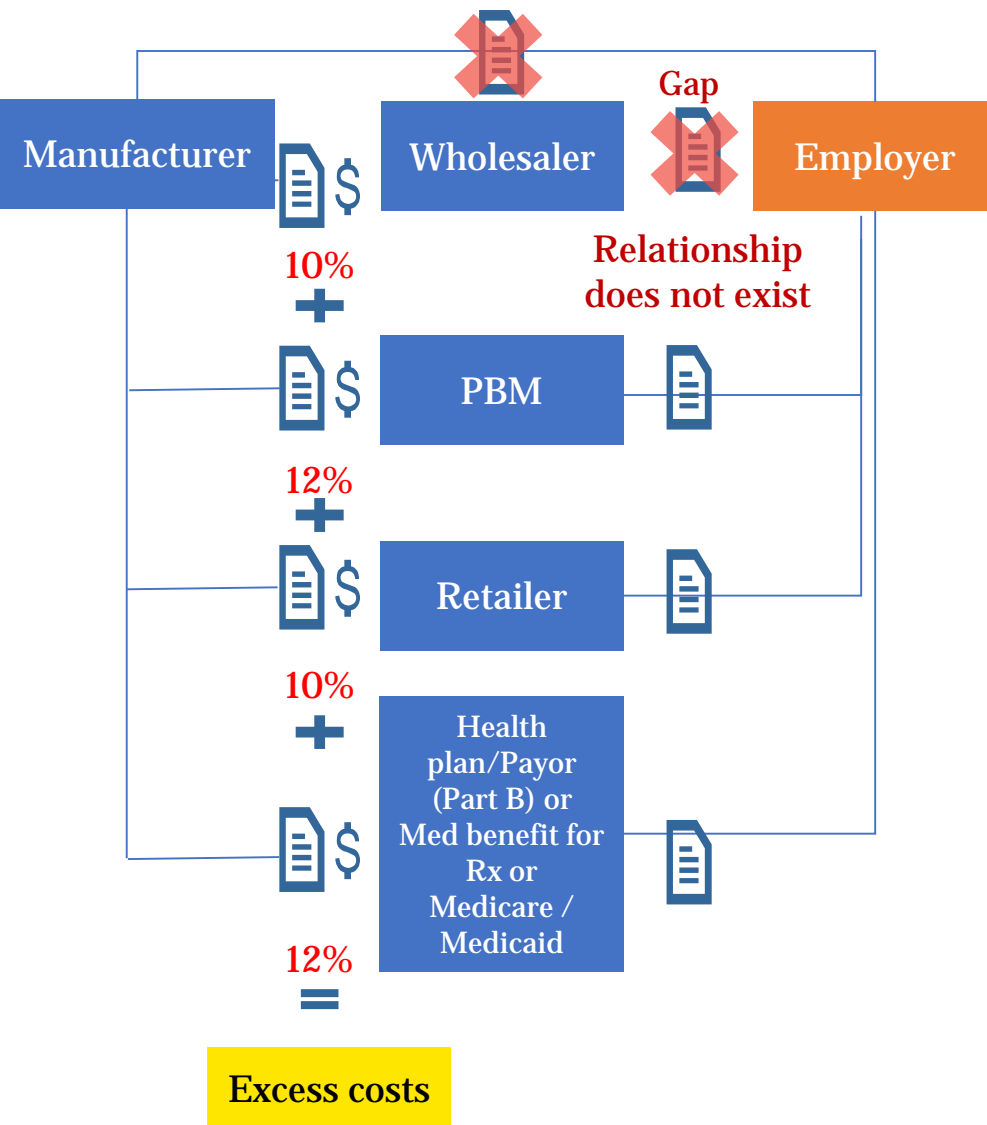 Gap
Manufacturer
$
Wholesaler
Employer
10%
+
Relationship
does not exist
$
PBM
12%
+
$
Retailer
10%
+
Health
plan/Payor
(Part B) or
Med benefit for
Rx or
Medicare /
Medicaid
$
12%
=
Excess costs